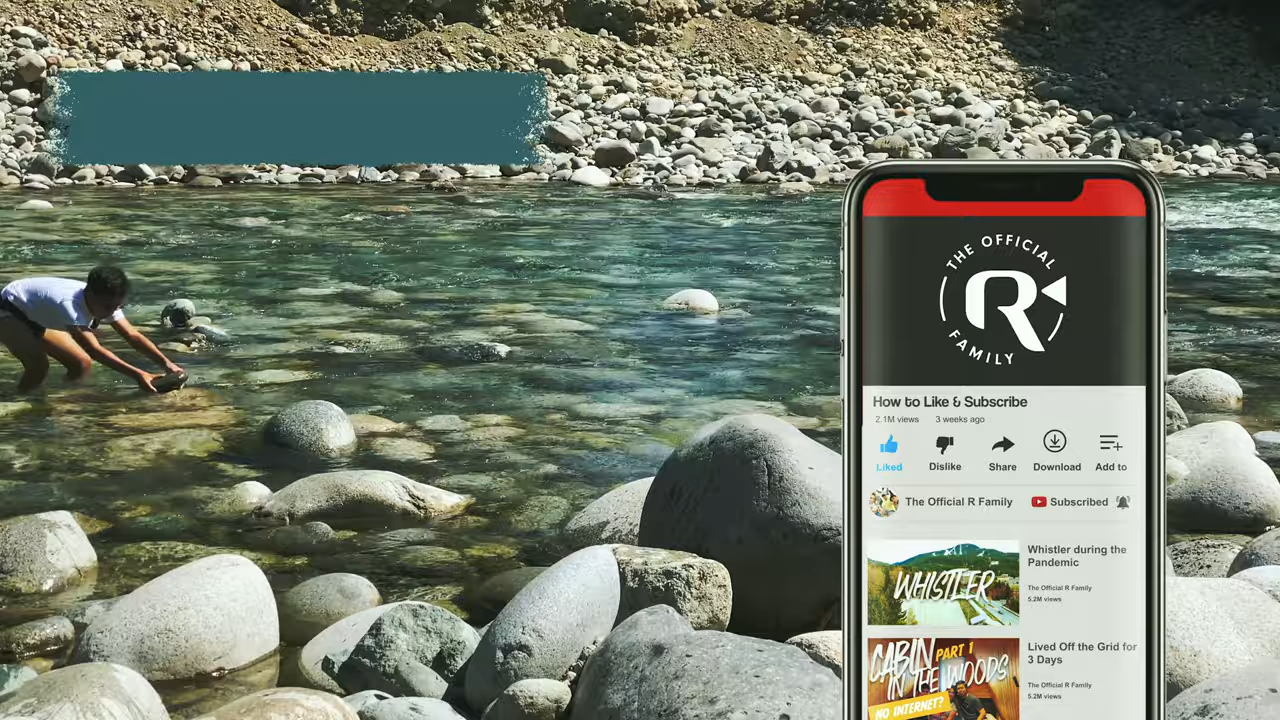 THE OFFICIAL
R
FAMILY
How to Like & Subscribe
2.1M views 3 weeks ago
Liked Dislike Share Download Add to
The Official R Family Subscribed
WHISTLER
Whistler during the
Pandemic
The Official R Family
5.2M views
CABIN PART 1
IN THE WOODS
NO INTERNET?
Lived Off the Grid for
3 Days
The Official R Family
5.2M views